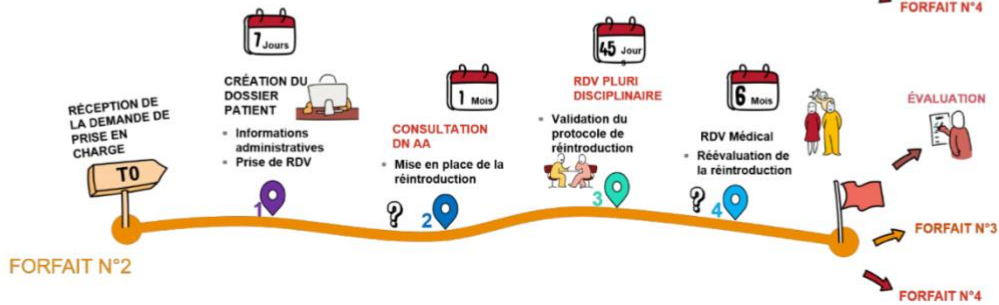 FORFAIT N°4
7 Jours
45 Jour
s
CRÉATION DU
DOSSIER
PATIENT
▫ Informations
administratives
▫ Prise de RDV
1 Mois
RDV PLURI
DISCIPLINAIRE
▫ Validation du
protocole de
réintroduction
6 Mois
RÉCEPTION DE
LA DEMANDE DE
PRISE EN
CHARGE
T0
CONSULTATION
DN AA
▫ Mise en place de la
réintroduction
RDV Médical
▫ Réévaluation de
la réintroduction
ÉVALUATION
1
? 2
3
? 4
FORFAIT N°3
FORFAIT N°2
FORFAIT N°4